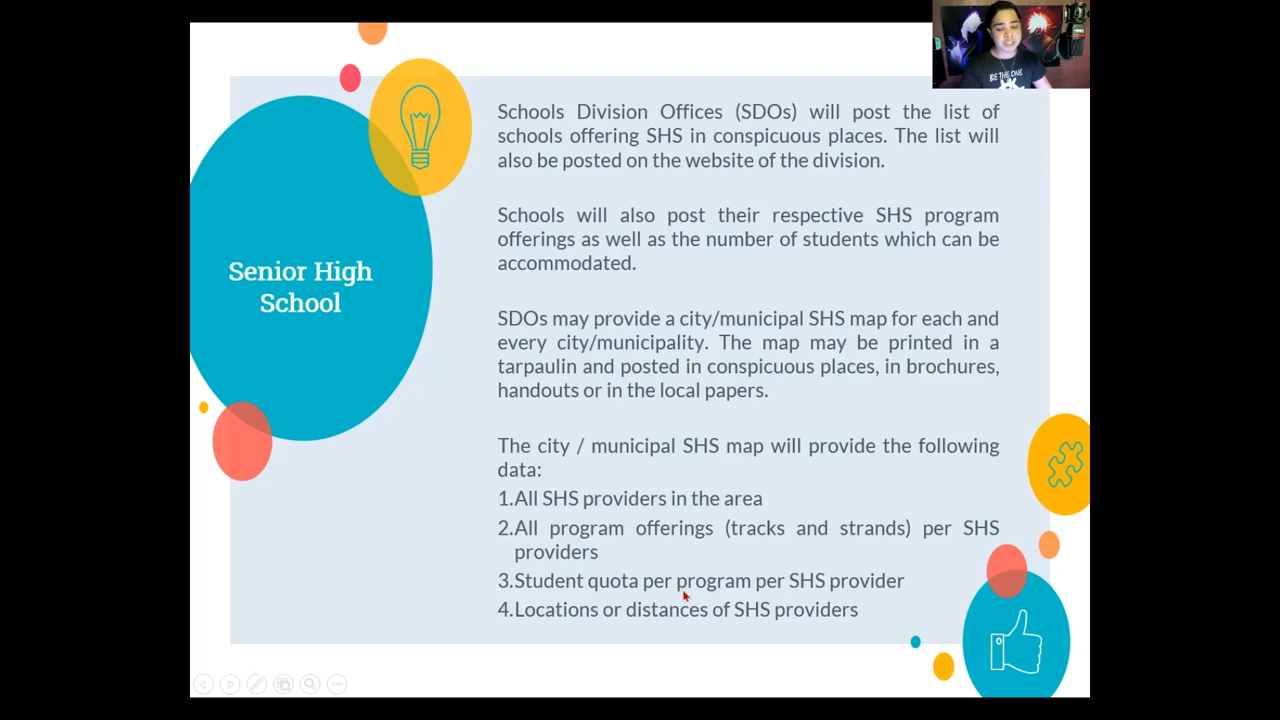 Senior High
School
Schools Division Offices (SDOs) will post the list of
schools offering SHS in conspicuous places. The list will
also be posted on the website of the division.
Schools will also post their respective SHS program
offerings as well as the number of students which can be
accommodated.
SDOs may provide a city/municipal SHS map for each and
every city/municipality. The map may be printed in a
tarpaulin and posted in conspicuous places, in brochures,
handouts or in the local papers.
The city / municipal SHS map will provide the following
data:
1.All SHS providers in the area
2.All program offerings (tracks and strands) per SHS
providers
3.Student quota per program per SHS provider
4.Locations or distances of SHS providers
BE THE ONE